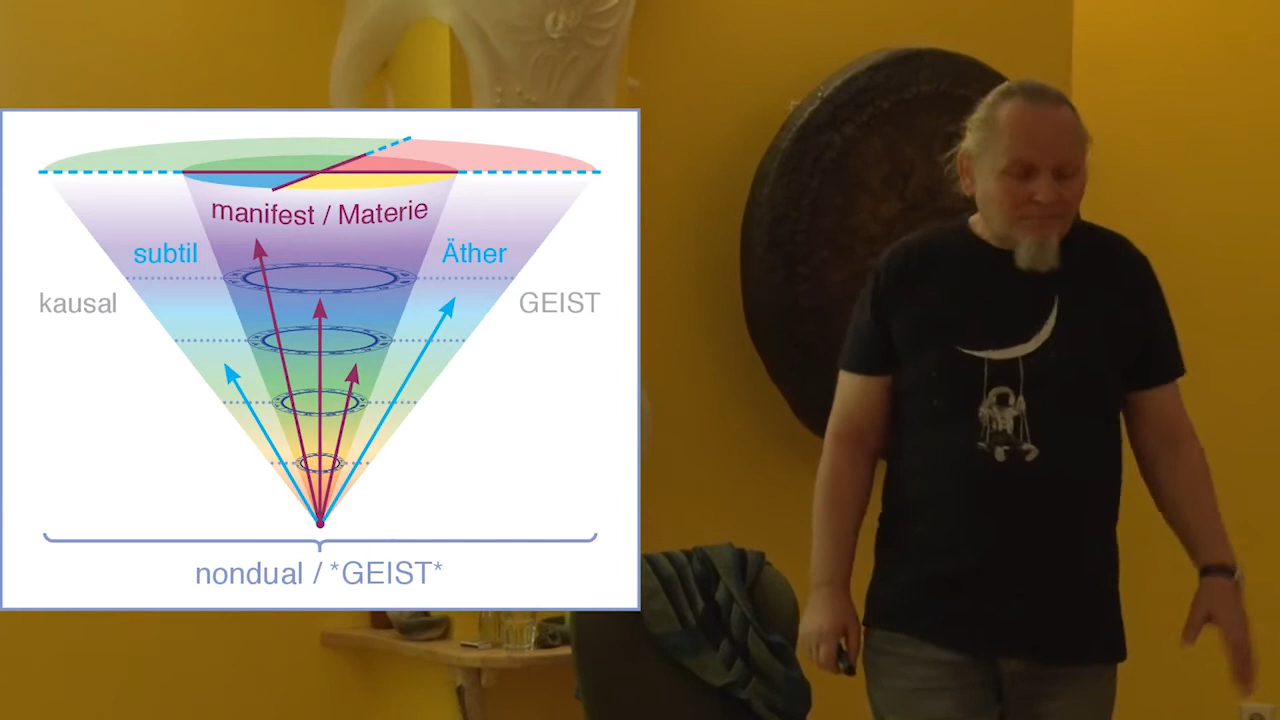 manifest / Materie
subtil
Äther
kausal
GEIST
nondual / *GEIST*